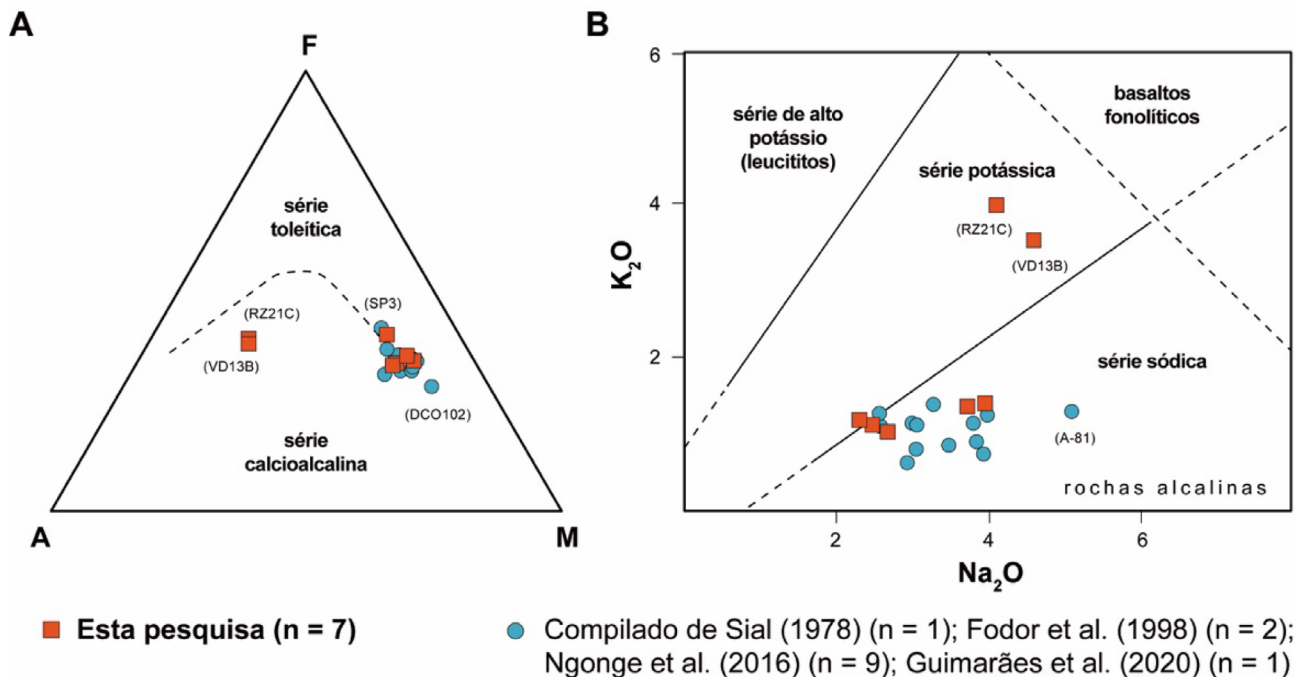 A
F
série
toleítica
(RZ21C)
(SP3)
(VD13B)
(DCO102)
série
calcioalcalina
A
M
B
6
4
2
K₂O
série de alto
potássio
(leucititos)
basaltos
fonolíticos
série potássica
(RZ21C)
(VD13B)
série sódica
(A-81)
rochas alcalinas
2
4
6
Na₂O
Esta pesquisa (n = 7)
Compilado de Sial (1978) (n = 1); Fodor et al. (1998) (n = 2);
Ngonge et al. (2016) (n = 9); Guimarães et al. (2020) (n = 1)